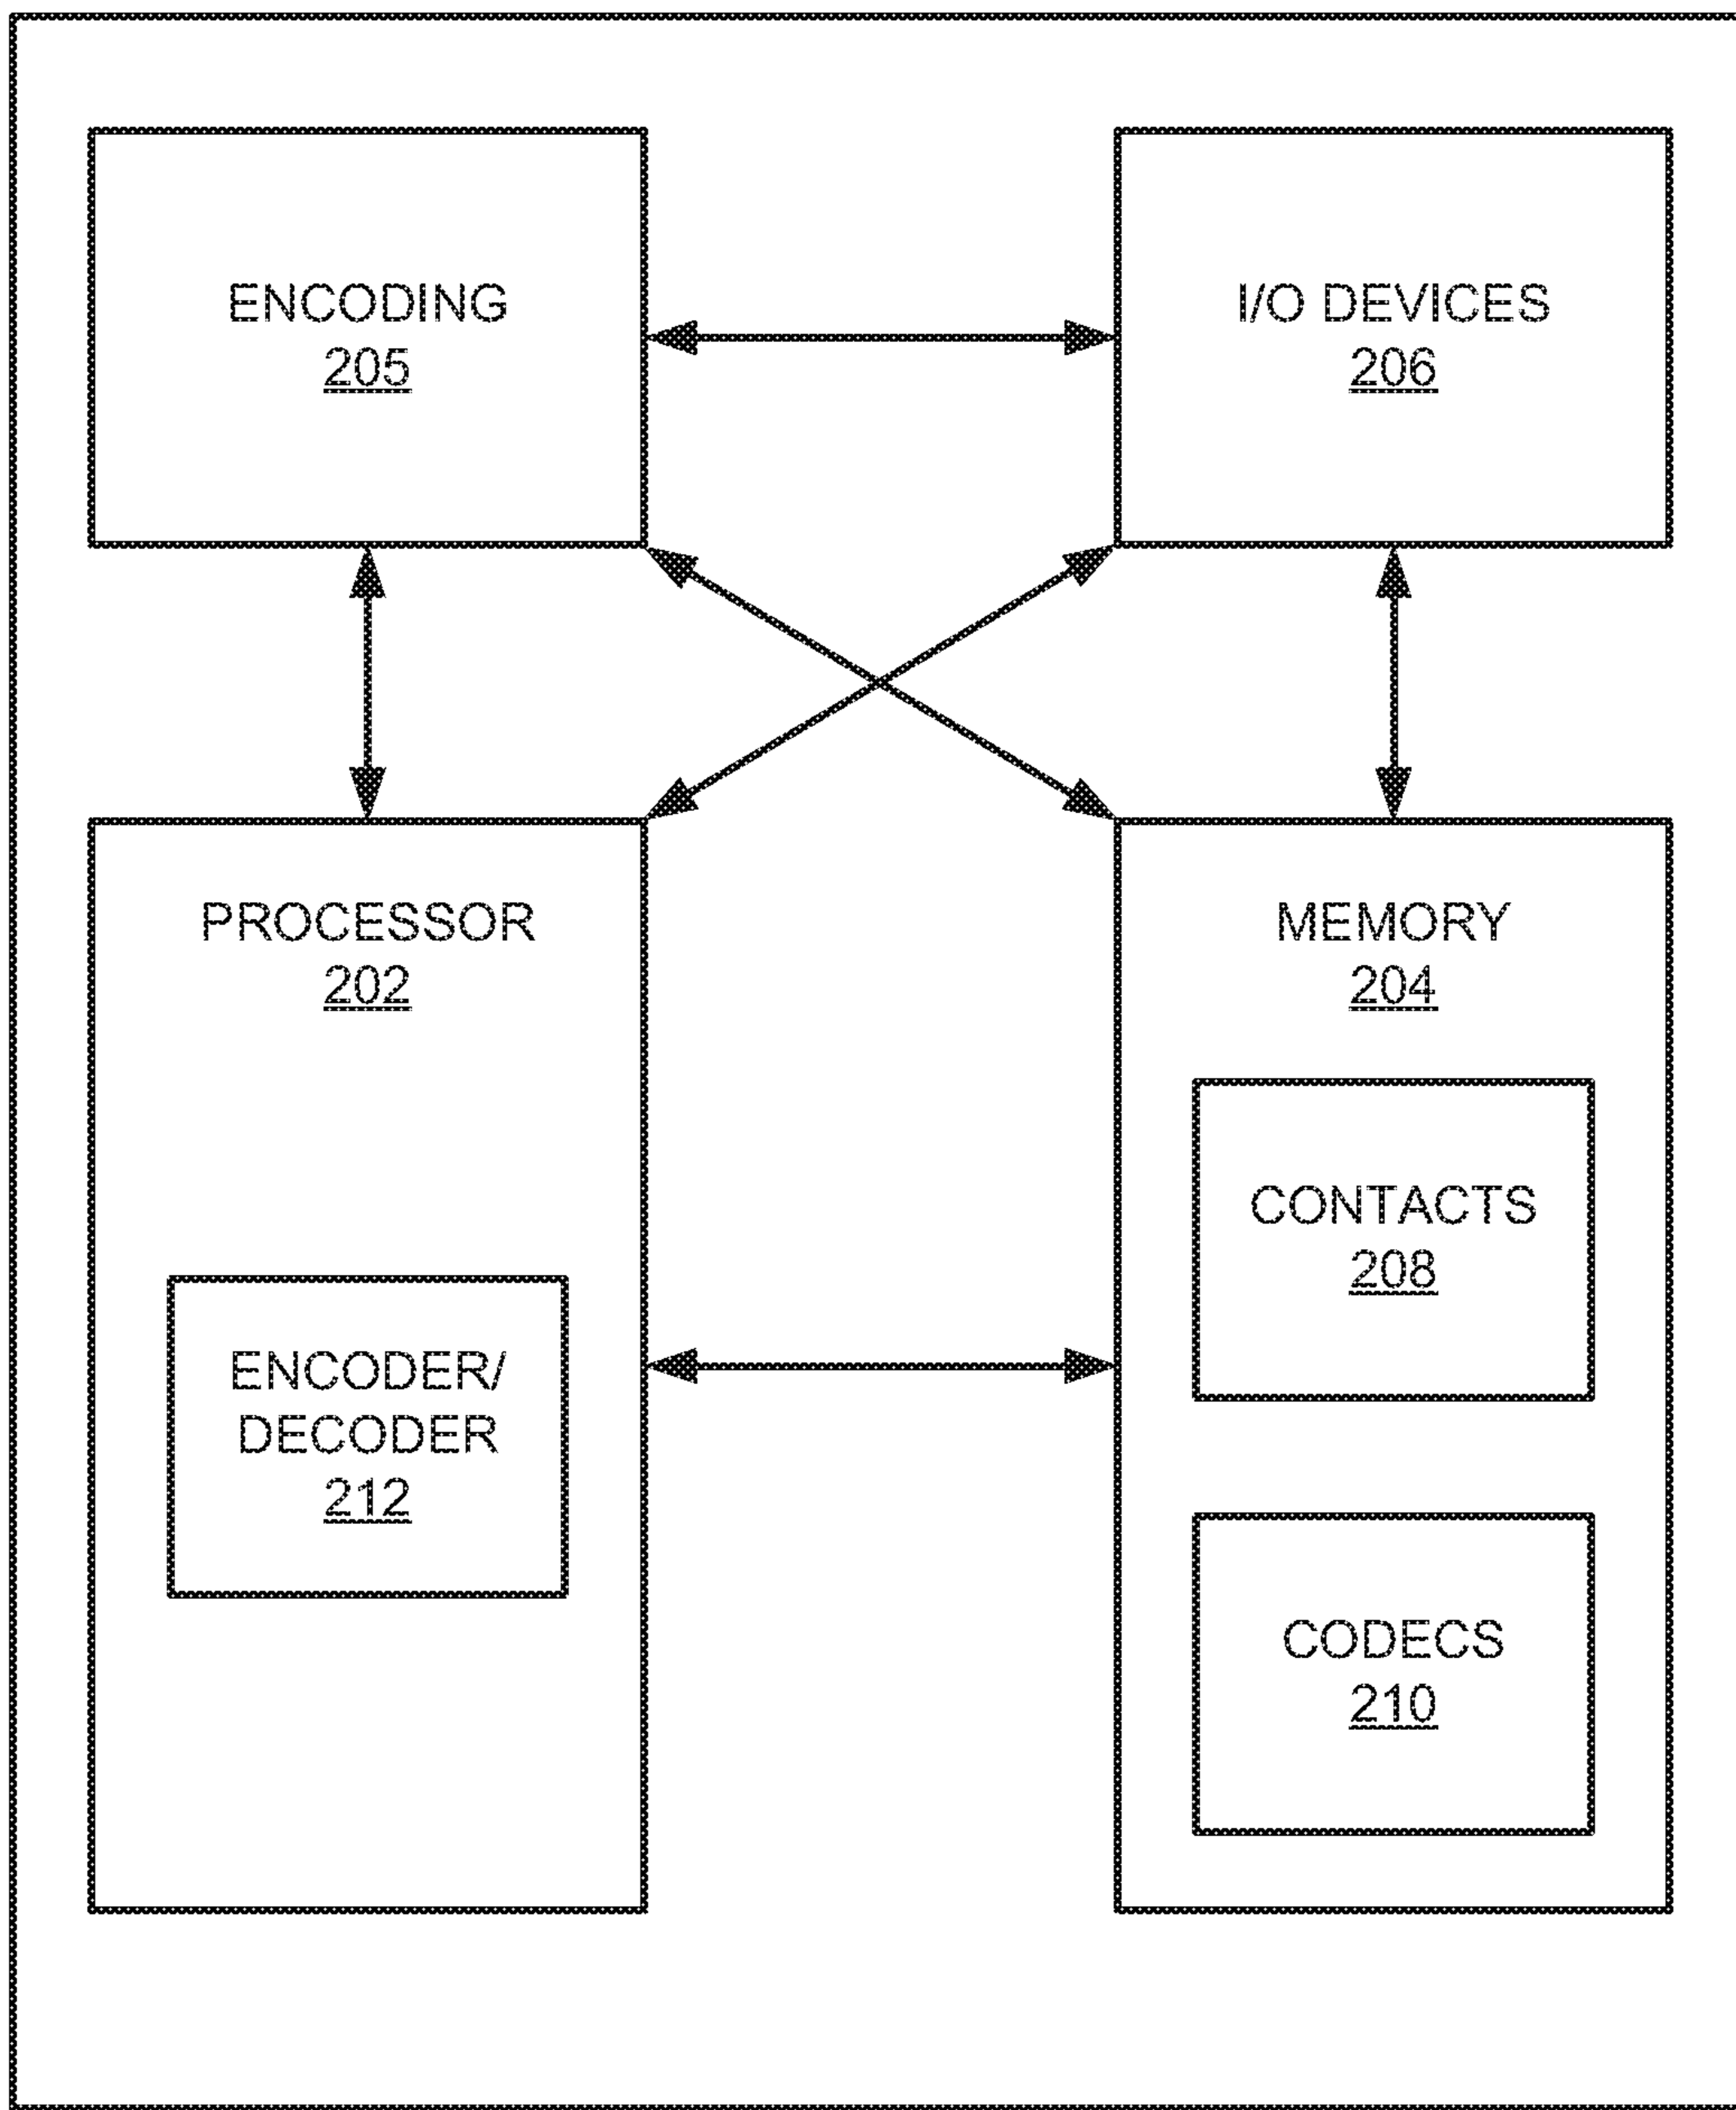 ENCODING
205
I/O DEVICES
206
PROCESSOR
202
ENCODER/
DECODER
212
MEMORY
204
CONTACTS
208
CODECS
210